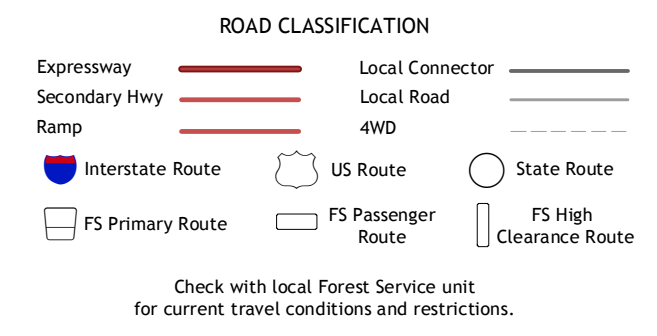 ROAD CLASSIFICATION
Expressway
Local Connector
Secondary Hwy
Local Road
Ramp
4WD
Interstate Route
US Route
State Route
FS Primary Route
FS Passenger
Route
FS High
Clearance Route
Check with local Forest Service unit
for current travel conditions and restrictions.